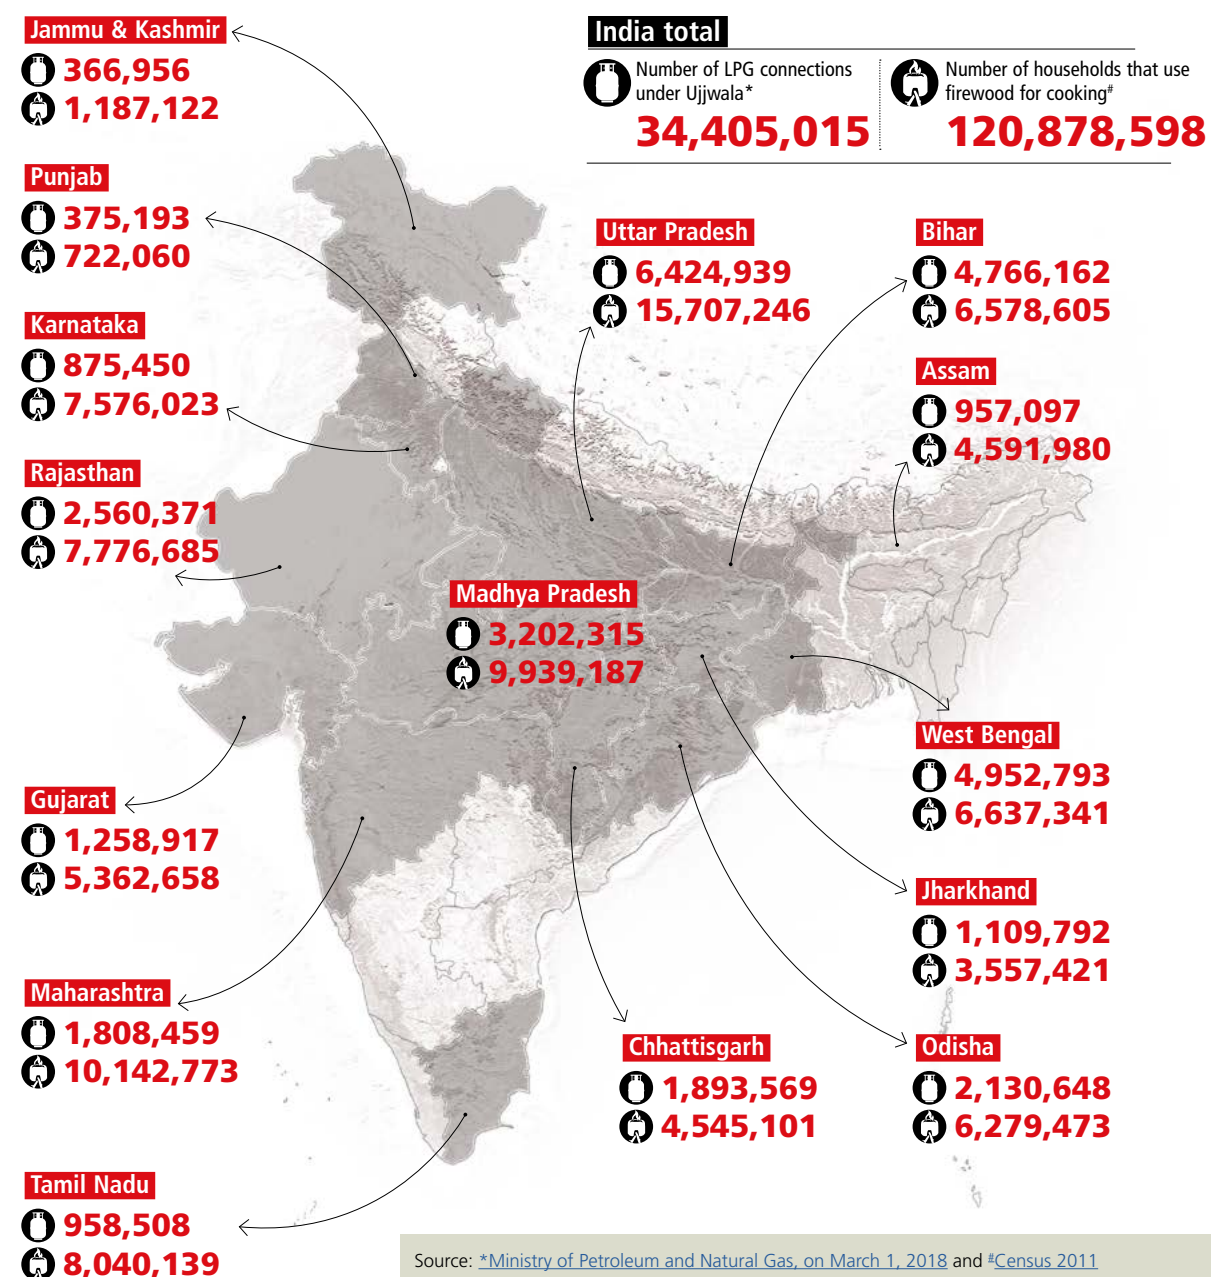 Jammu & Kashmir
366,956
1,187,122
India total
Number of LPG connections
under Ujjwala*
34,405,015
Number of households that use
firewood for cooking#
120,878,598
Punjab
375,193
722,060
Karnataka
875,450
7,576,023
Rajasthan
2,560,371
7,776,685
Uttar Pradesh
6,424,939
15,707,246
Bihar
4,766,162
6,578,605
Assam
957,097
4,591,980
Madhya Pradesh
3,202,315
9,939,187
West Bengal
4,952,793
6,637,341
Gujarat
1,258,917
5,362,658
Jharkhand
1,109,792
3,557,421
Maharashtra
1,808,459
10,142,773
Chhattisgarh
1,893,569
4,545,101
Odisha
2,130,648
6,279,473
Tamil Nadu
958,508
8,040,139
Source: *Ministry of Petroleum and Natural Gas, on March 1, 2018 and #Census 2011